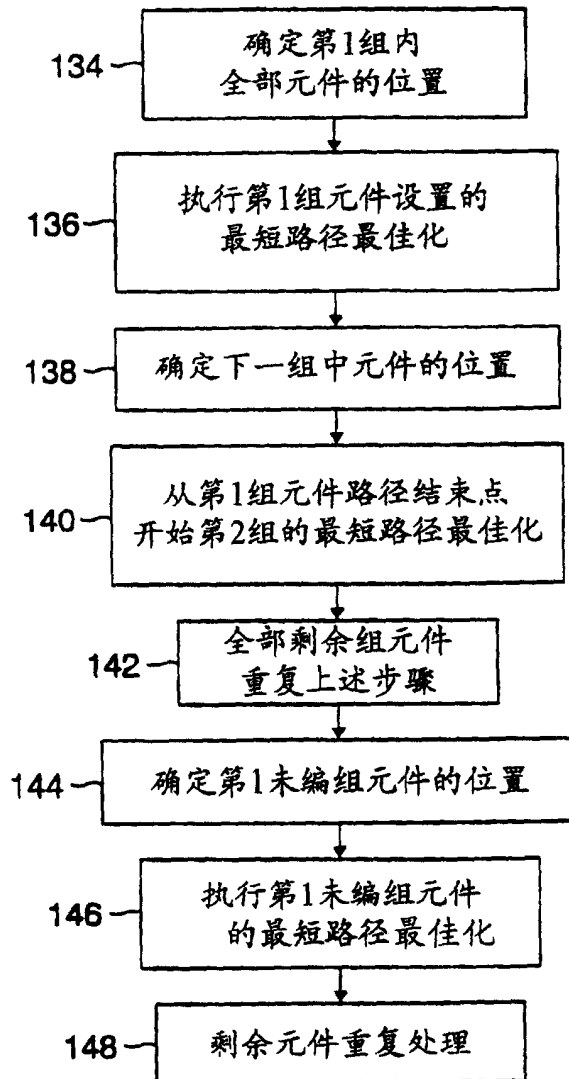 134
确定第1组内
全部元件的位置
136
执行第1组元件设置的
最短路径最佳化
138
确定下一组中元件的位置
140
从第1组元件路径结束点
开始第2组的最短路径最佳化
142
全部剩余组元件
重复上述步骤
144
确定第1未编组元件的位置
146
执行第1未编组元件
的最短路径最佳化
148
剩余元件重复处理